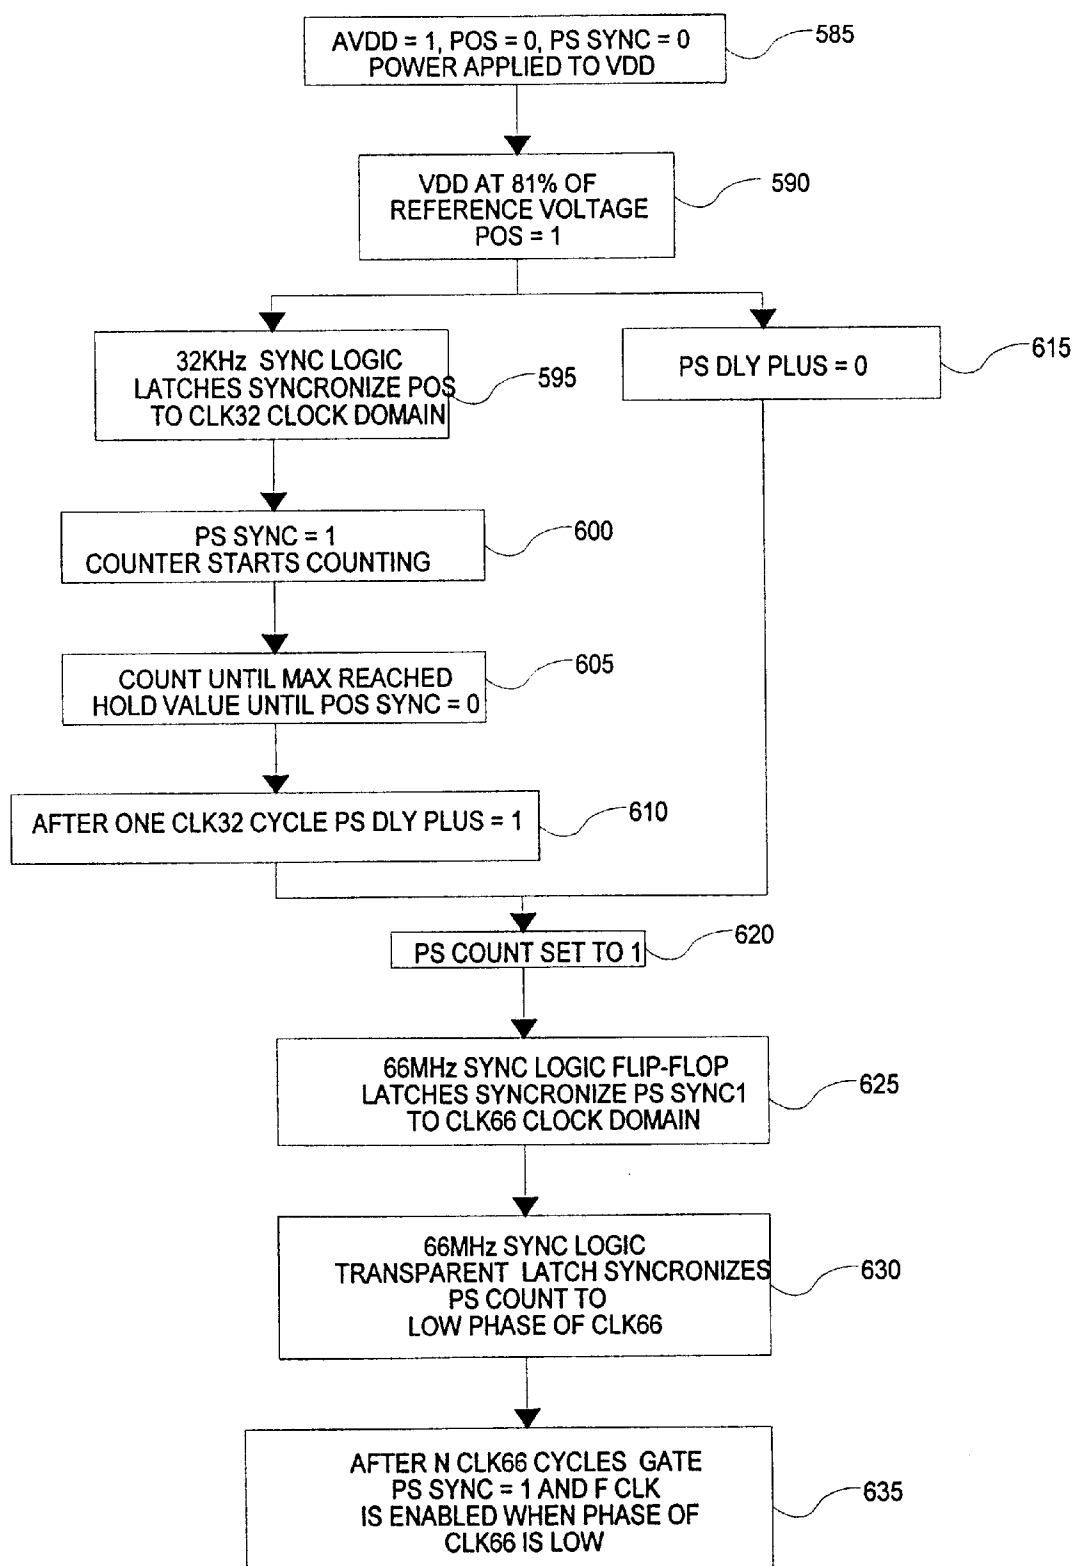 AVDD = 1, POS = 0, PS SYNC = 0
POWER APPLIED TO VDD
585
VDD AT 81% OF
REFERENCE VOLTAGE
POS = 1
590
32KHz SYNC LOGIC
LATCHES SYNCRONIZE POS
TO CLK32 CLOCK DOMAIN
595
PS DLY PLUS = 0
615
PS SYNC = 1
COUNTER STARTS COUNTING
600
COUNT UNTIL MAX REACHED
HOLD VALUE UNTIL POS SYNC = 0
605
AFTER ONE CLK32 CYCLE PS DLY PLUS = 1
610
PS COUNT SET TO 1
620
66MHz SYNC LOGIC FLIP-FLOP
LATCHES SYNCRONIZE PS SYNC1
TO CLK66 CLOCK DOMAIN
625
66MHz SYNC LOGIC
TRANSPARENT LATCH SYNCRONIZES
PS COUNT TO
LOW PHASE OF CLK66
630
AFTER N CLK66 CYCLES GATE
PS SYNC = 1 AND F CLK
IS ENABLED WHEN PHASE OF
CLK66 IS LOW
635